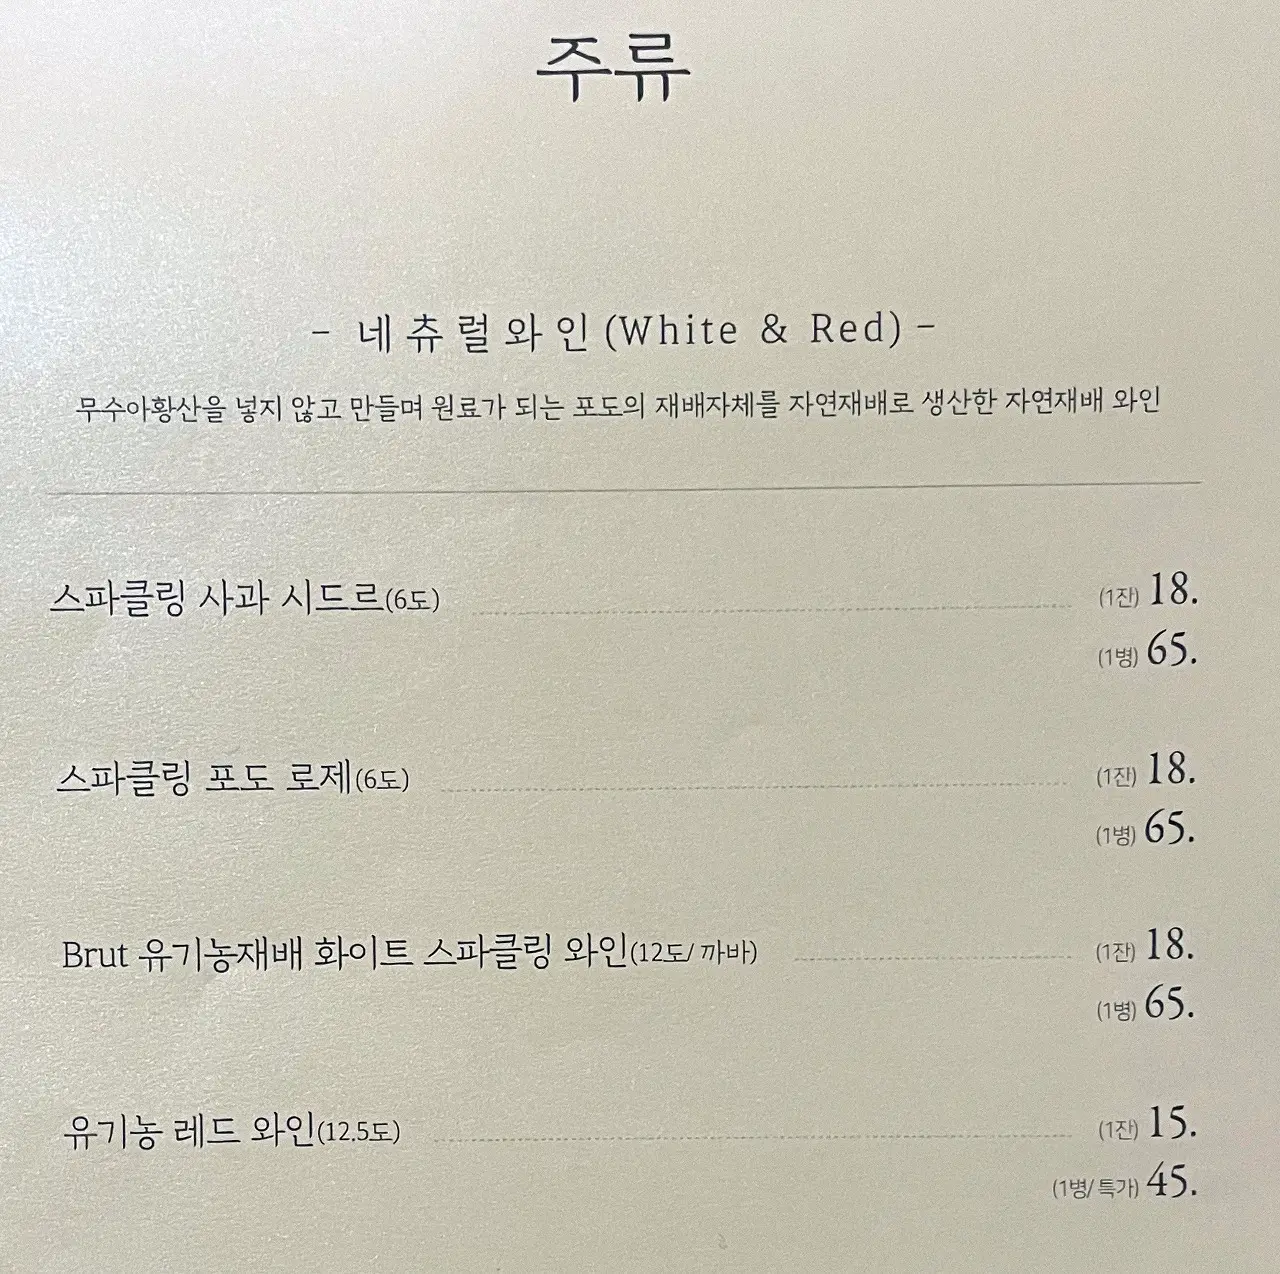 주류
- 네츄럴와인(White & Red) -
무수아황산을 넣지 않고 만들며 원료가 되는 포도의 재배자체를 자연재배로 생산한 자연재배 와인
스파클링 사과 시드르(6도) (1잔) 18.
(1병) 65.
스파클링 포도 로제(6도) (1잔) 18.
(1병) 65.
Brut 유기농재배 화이트 스파클링 와인(12도/ 까바) (1잔) 18.
(1병) 65.
유기농 레드 와인(12.5도) (1잔) 15.
(1병/ 특가) 45.